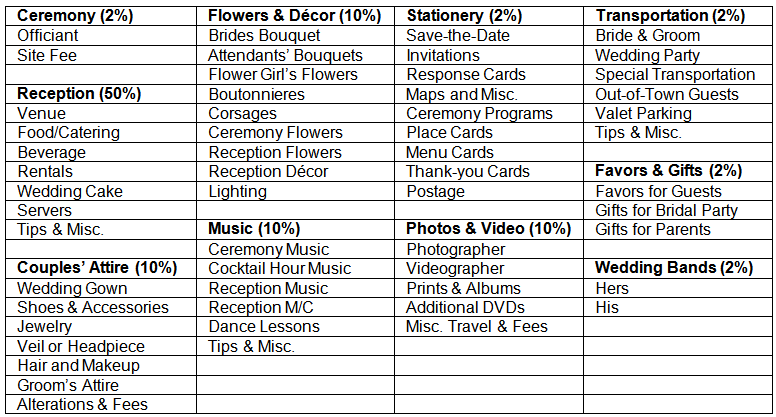 Ceremony (2%)
Officiant
Site Fee
Reception (50%)
Venue
Food/Catering
Beverage
Rentals
Wedding Cake
Servers
Tips & Misc.
Couples' Attire (10%)
Wedding Gown
Shoes & Accessories
Jewelry
Veil or Headpiece
Hair and Makeup
Groom's Attire
Alterations & Fees
Flowers & Décor (10%)
Brides Bouquet
Attendants' Bouquets
Flower Girl's Flowers
Boutonnieres
Corsages
Ceremony Flowers
Reception Flowers
Reception Décor
Lighting
Music (10%)
Ceremony Music
Cocktail Hour Music
Reception Music
Reception M/C
Dance Lessons
Tips & Misc.
Stationery (2%)
Save-the-Date
Invitations
Response Cards
Maps and Misc.
Ceremony Programs
Place Cards
Menu Cards
Thank-you Cards
Postage
Photos & Video (10%)
Photographer
Videographer
Prints & Albums
Additional DVDs
Misc. Travel & Fees
Transportation (2%)
Bride & Groom
Wedding Party
Special Transportation
Out-of-Town Guests
Valet Parking
Tips & Misc.
Favors & Gifts (2%)
Favors for Guests
Gifts for Bridal Party
Gifts for Parents
Wedding Bands (2%)
Hers
His